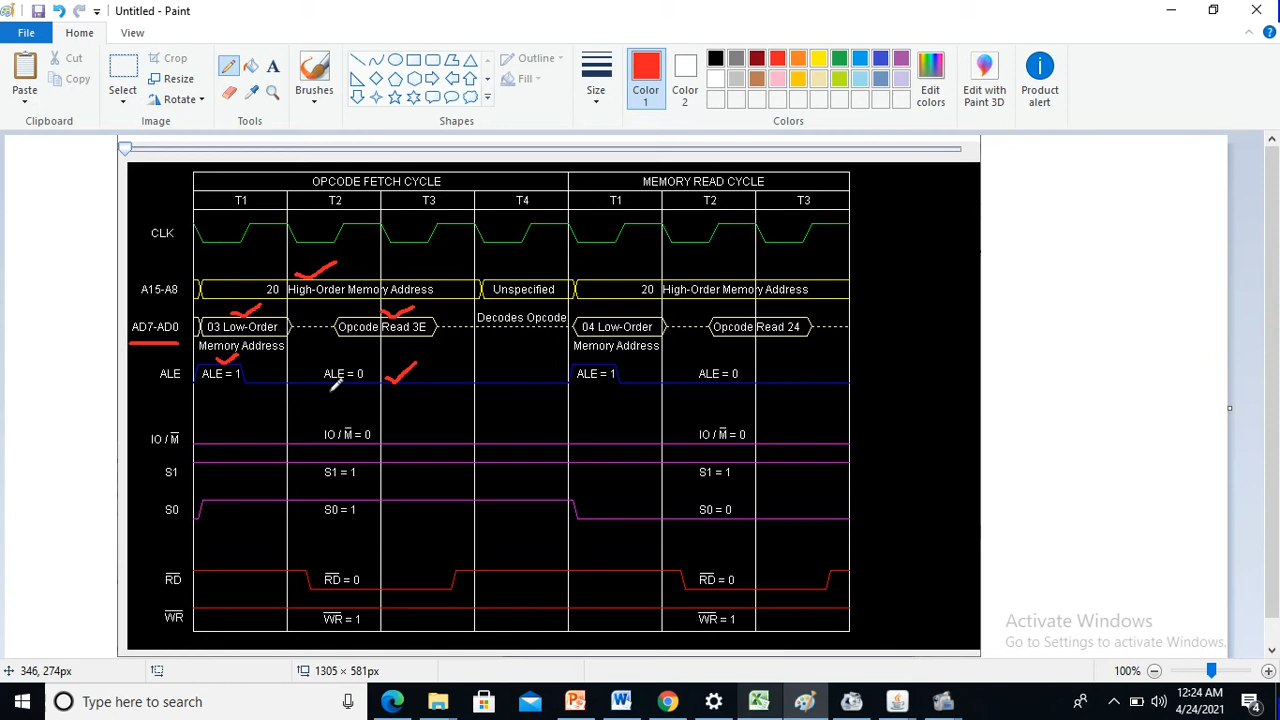 Untitled - Paint
File Home View
Paste
Cut
Copy
Clipboard
Select
Crop
Resize
Rotate
Image
A
Tools
Brushes
Outline
Fill
Shapes
Size
Color 1
Color 2
Edit colors
Colors
Edit with Paint 3D
Product alert
OPCODE FETCH CYCLE MEMORY READ CYCLE
T1 T2 T3 T4 T1 T2 T3
CLK
A15-A8 20 High-Order Memory Address Unspecified 20 High-Order Memory Address
AD7-AD0 03 Low-Order Opcode Read 3E Decodes Opcode 04 Low-Order Opcode Read 24
Memory Address Memory Address
ALE ALE = 1 ALE = 0 ALE = 1 ALE = 0
IO / M̅ IO / M̅ = 0 IO / M̅ = 0
S1 S1 = 1 S1 = 1
S0 S0 = 1 S0 = 0
R̅D̅ R̅D̅ = 0 R̅D̅ = 0
W̅R̅ W̅R̅ = 1 W̅R̅ = 1
Activate Windows
Go to Settings to activate Windows.
346, 274px 1305 × 581px 100%
Type here to search
12:24 AM
4/24/2021
4